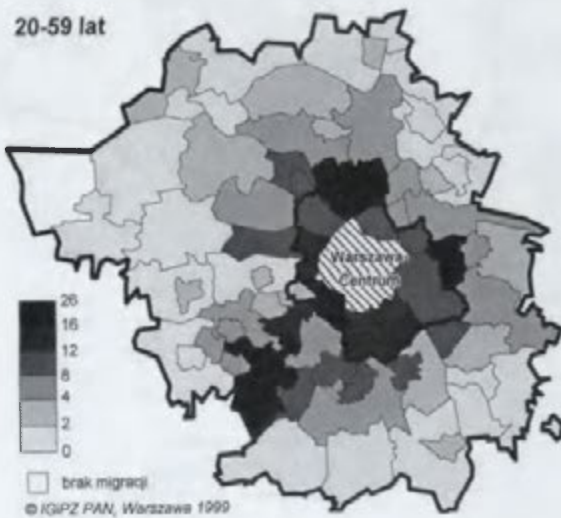 20-59 lat
Warszawa
Centrum
26
16
12
8
4
2
0
brak migracji
© IGiPZ PAN, Warszawa 1999